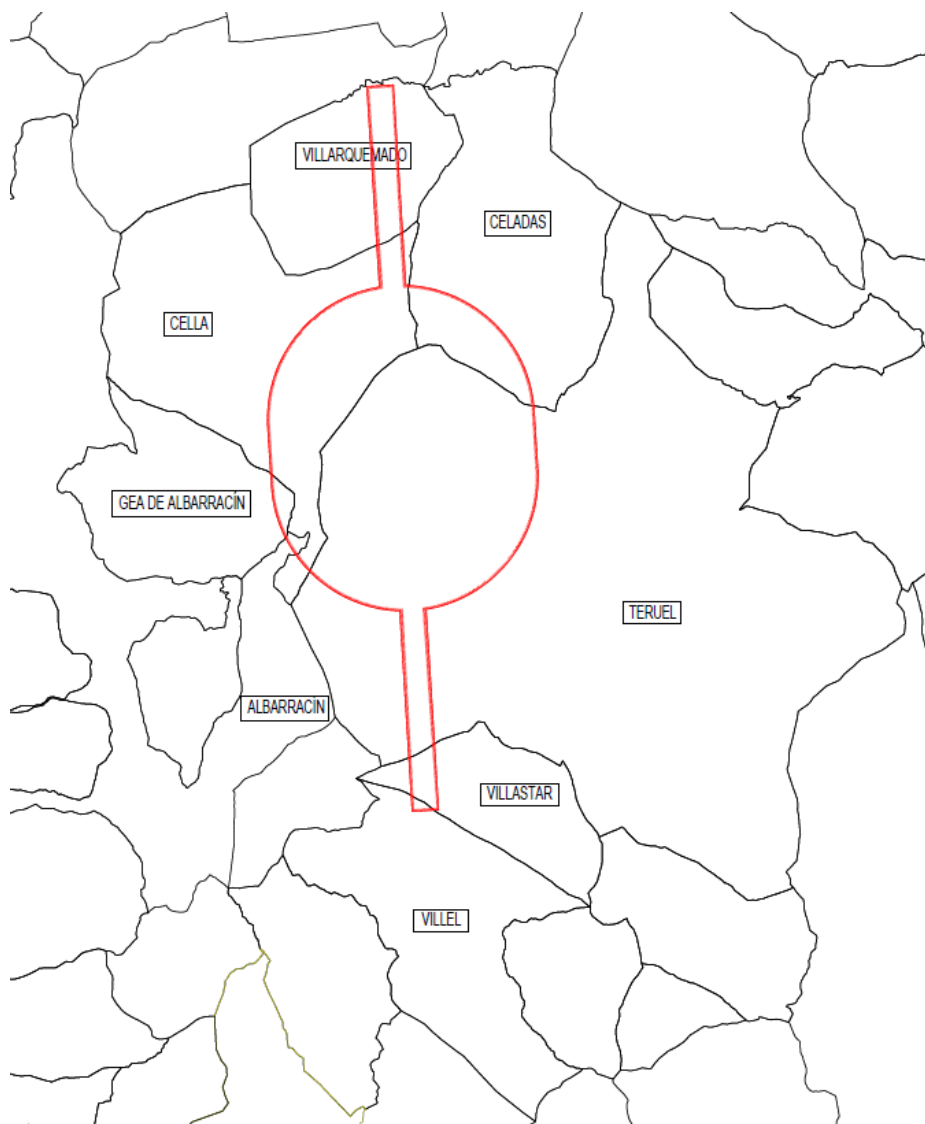 VILLARQUEMADO
CELADAS
CELLA
GEA DE ALBARRACÍN
TERUEL
ALBARRACÍN
VILLASTAR
VILLEL